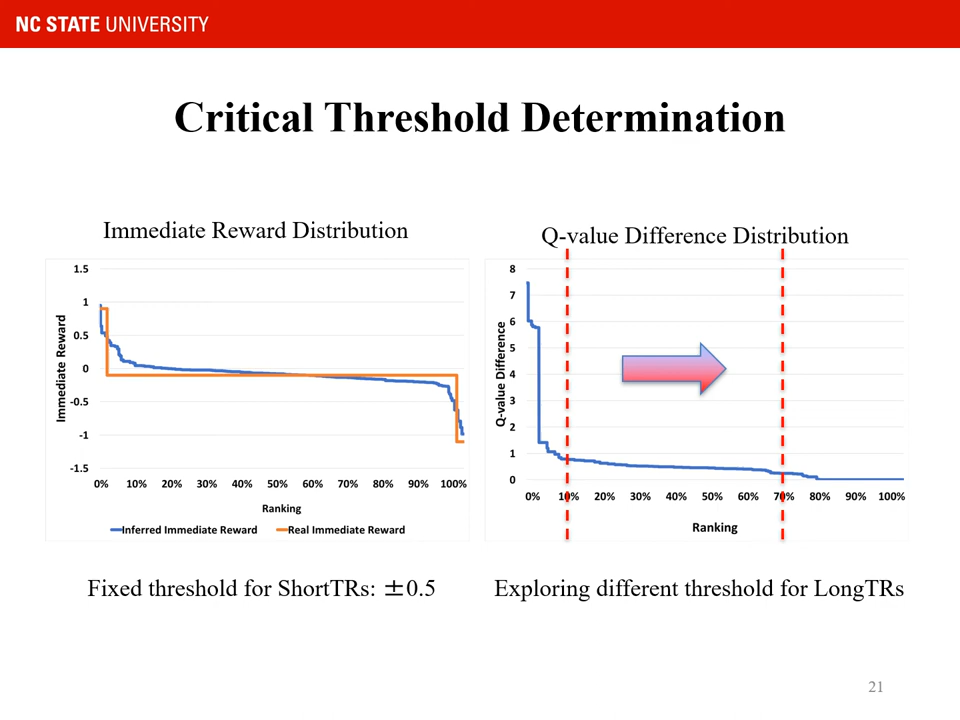 NC STATE UNIVERSITY
Critical Threshold Determination
Immediate Reward Distribution
1.5
1
0.5
0
-0.5
-1
-1.5
Immediate Reward
0% 10% 20% 30% 40% 50% 60% 70% 80% 90% 100%
Ranking
Inferred Immediate Reward Real Immediate Reward
Fixed threshold for ShortTRs: ±0.5
Q-value Difference Distribution
8
7
6
5
4
3
2
1
0
Q-value Difference
0% 10% 20% 30% 40% 50% 60% 70% 80% 90% 100%
Ranking
Exploring different threshold for LongTRs
21